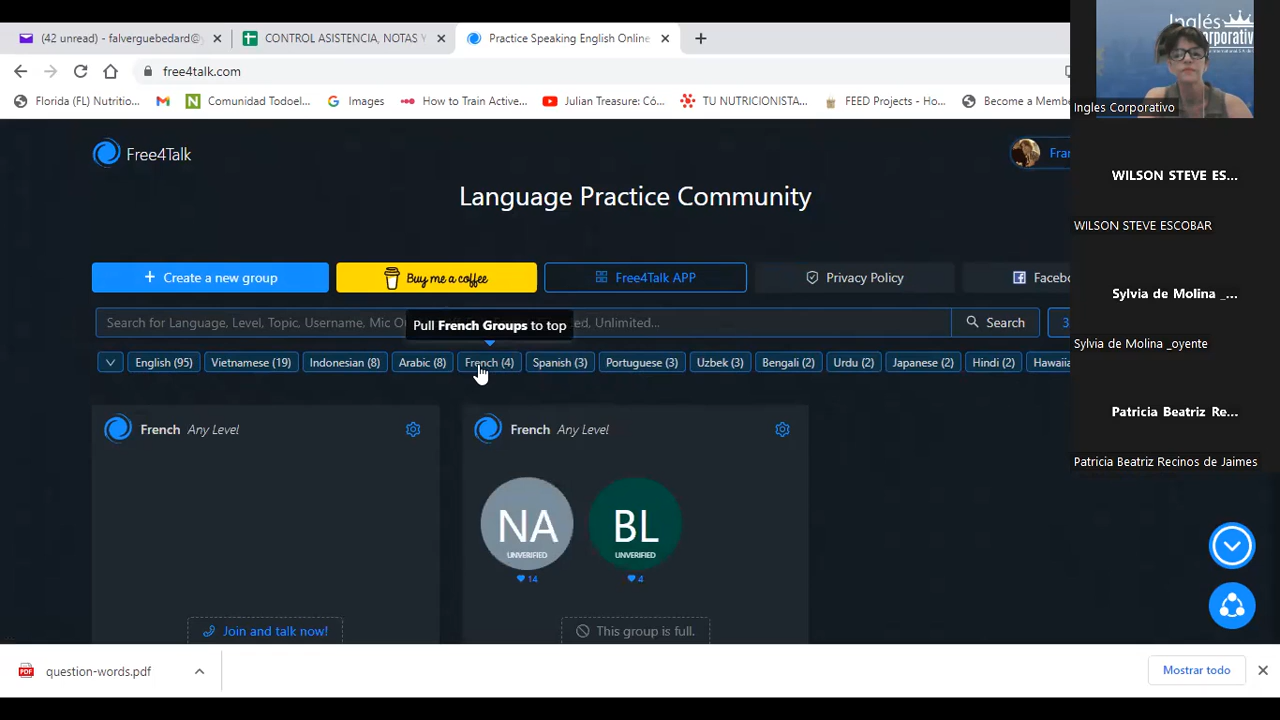 (42 unread) - falverguebedard@
CONTROL ASISTENCIA, NOTAS Y
Practice Speaking English Online
free4talk.com
Florida (FL) Nutritio...
Comunidad Todoel...
Images
How to Train Active...
Julian Treasure: Có...
TU NUTRICIONISTA...
FEED Projects - Ho...
Become a Membe
Inglés
Corporativo
Ingles Corporativo
Free4Talk
Fran
WILSON STEVE ES...
WILSON STEVE ESCOBAR
Language Practice Community
+ Create a new group
Buy me a coffee
Free4Talk APP
Privacy Policy
Facebo
Search for Language, Level, Topic, Username, Mic O
ed, Unlimited...
Search
3
Pull French Groups to top
Sylvia de Molina _...
Sylvia de Molina _oyente
English (95)
Vietnamese (19)
Indonesian (8)
Arabic (8)
French (4)
Spanish (3)
Portuguese (3)
Uzbek (3)
Bengali (2)
Urdu (2)
Japanese (2)
Hindi (2)
Hawaiia
French Any Level
French Any Level
Patricia Beatriz Re...
Patricia Beatriz Recinos de Jaimes
NA
UNVERIFIED
14
BL
UNVERIFIED
4
Join and talk now!
This group is full.
PDF
question-words.pdf
Mostrar todo